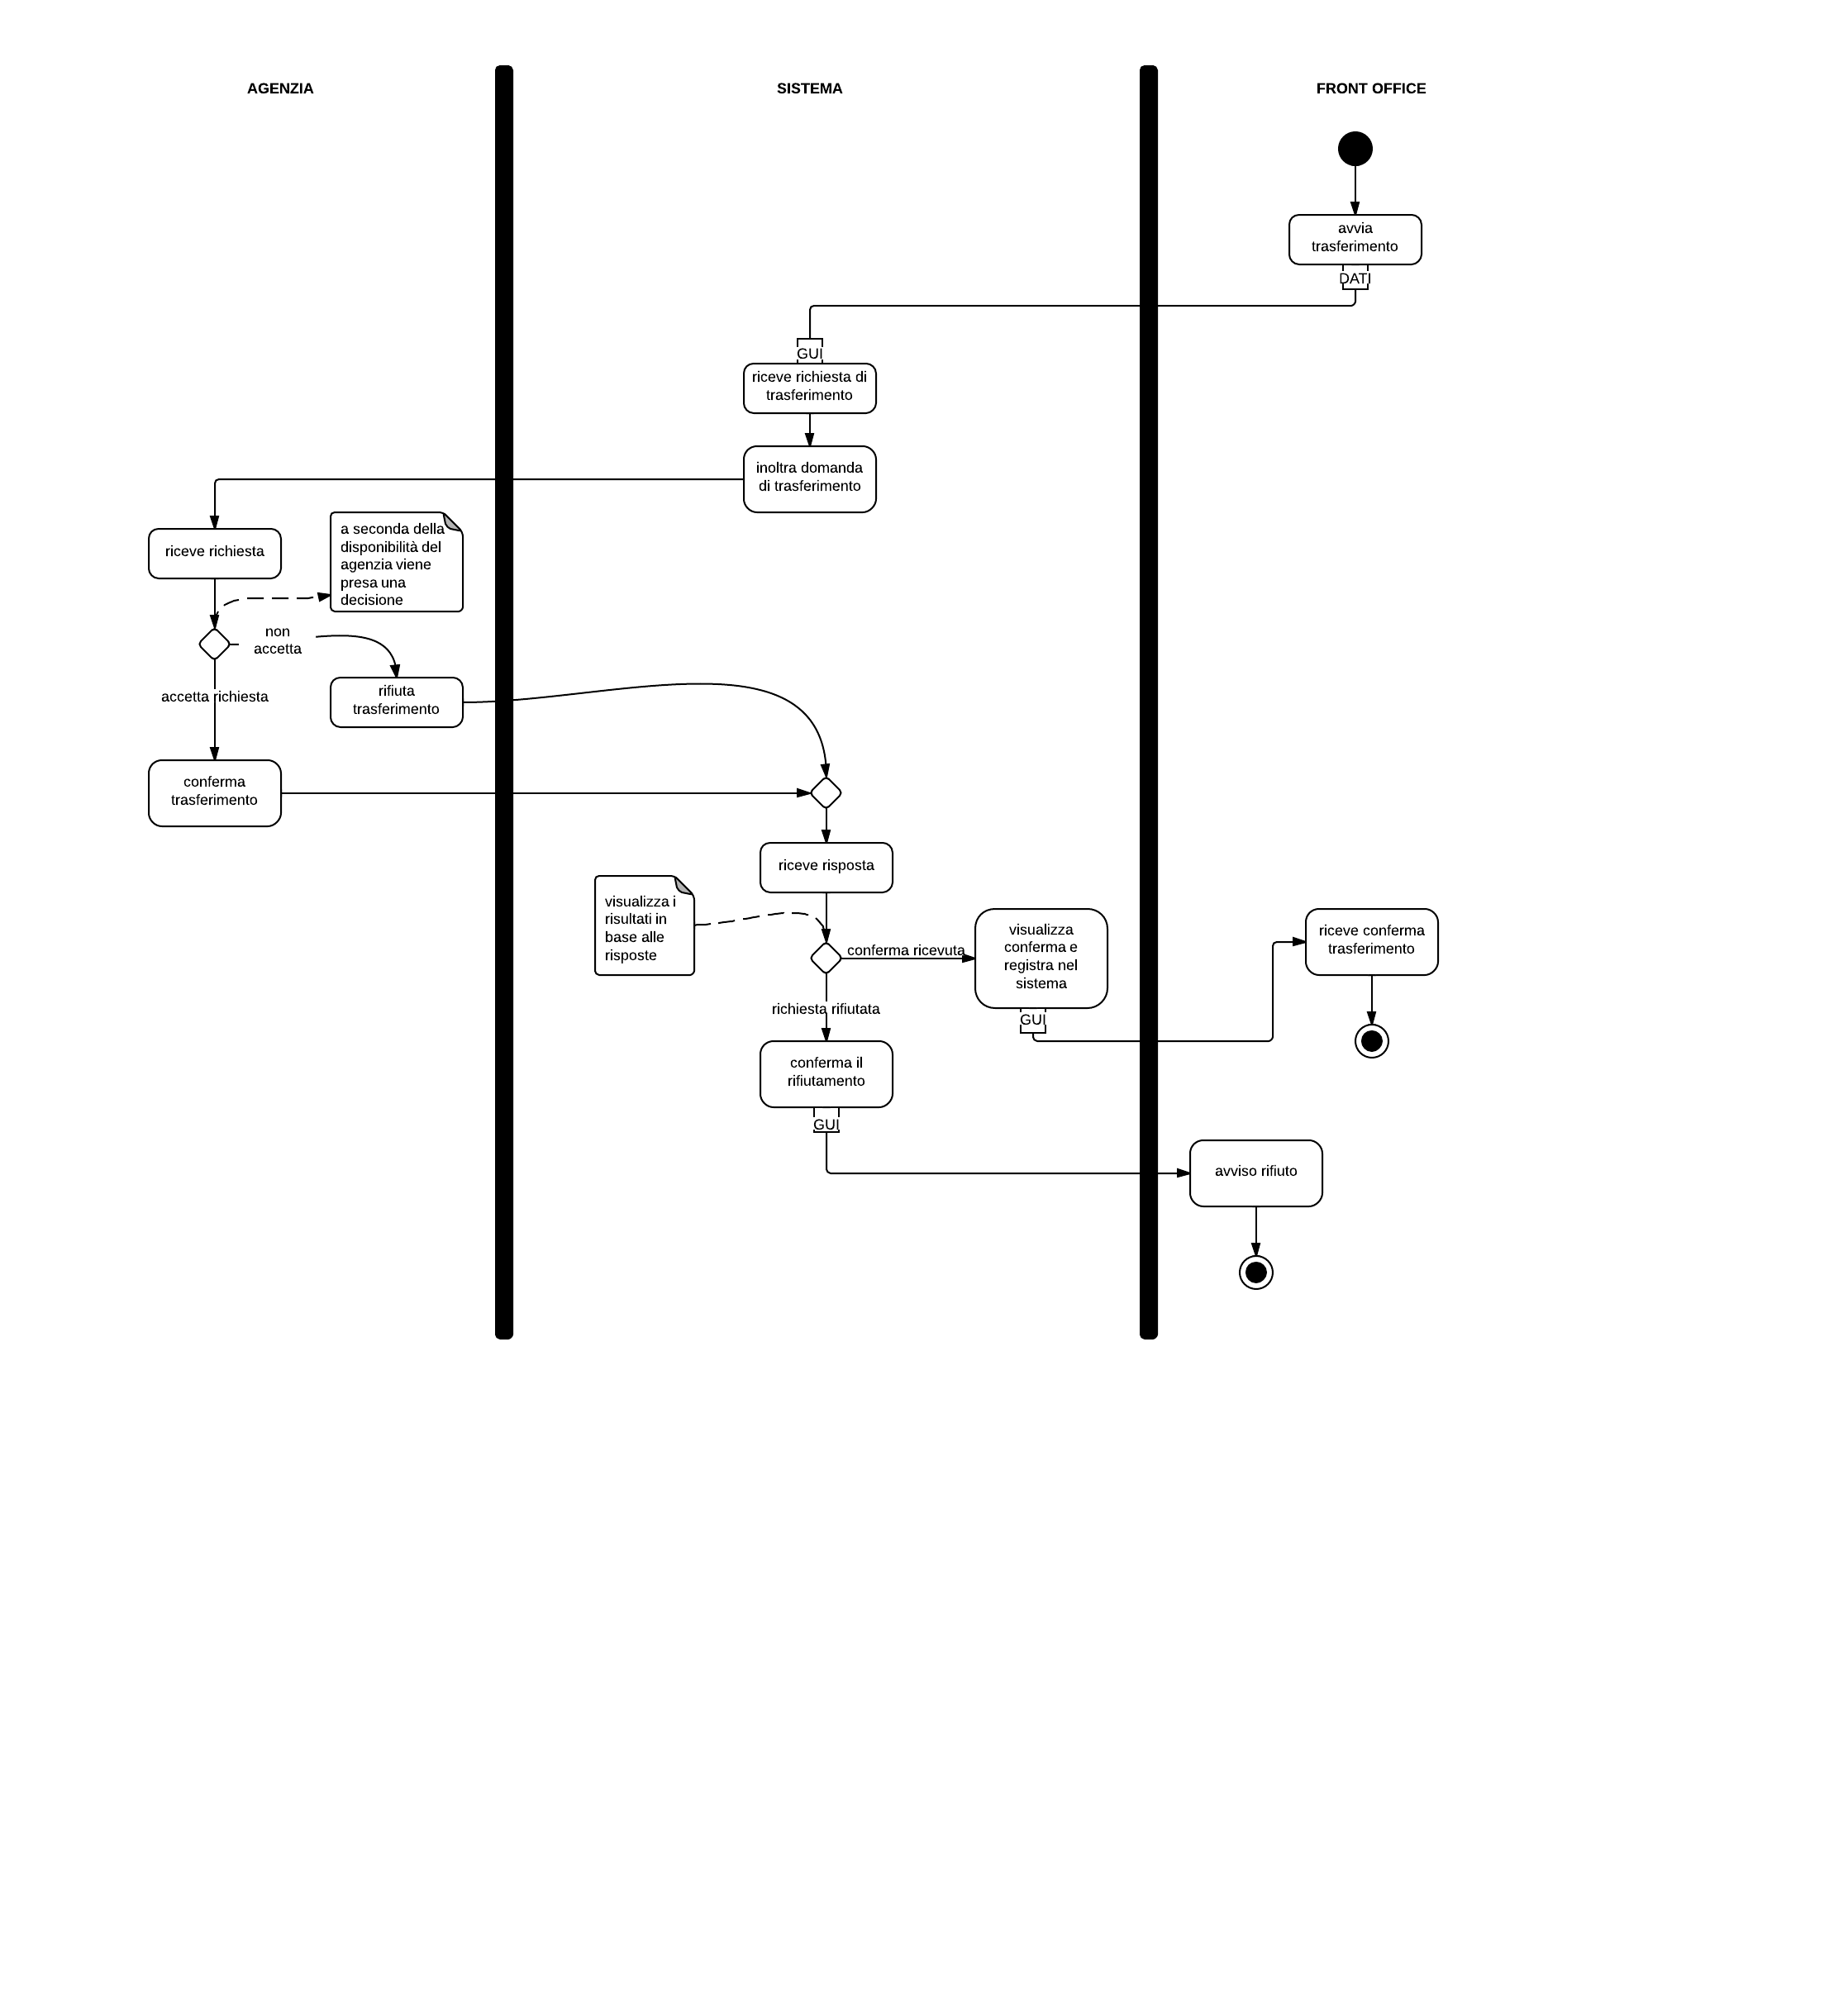 AGENZIA
SISTEMA
FRONT OFFICE
avvia
trasferimento
DATI
GUI
riceve richiesta di
trasferimento
inoltra domanda
di trasferimento
riceve richiesta
a seconda della
disponibilità del
agenzia viene
presa una
decisione
non
accetta
accetta richiesta
rifiuta
trasferimento
conferma
trasferimento
riceve risposta
visualizza i
risultati in
base alle
risposte
conferma ricevuta
visualizza
conferma e
registra nel
sistema
GUI
riceve conferma
trasferimento
richiesta rifiutata
conferma il
rifiutamento
GUI
avviso rifiuto